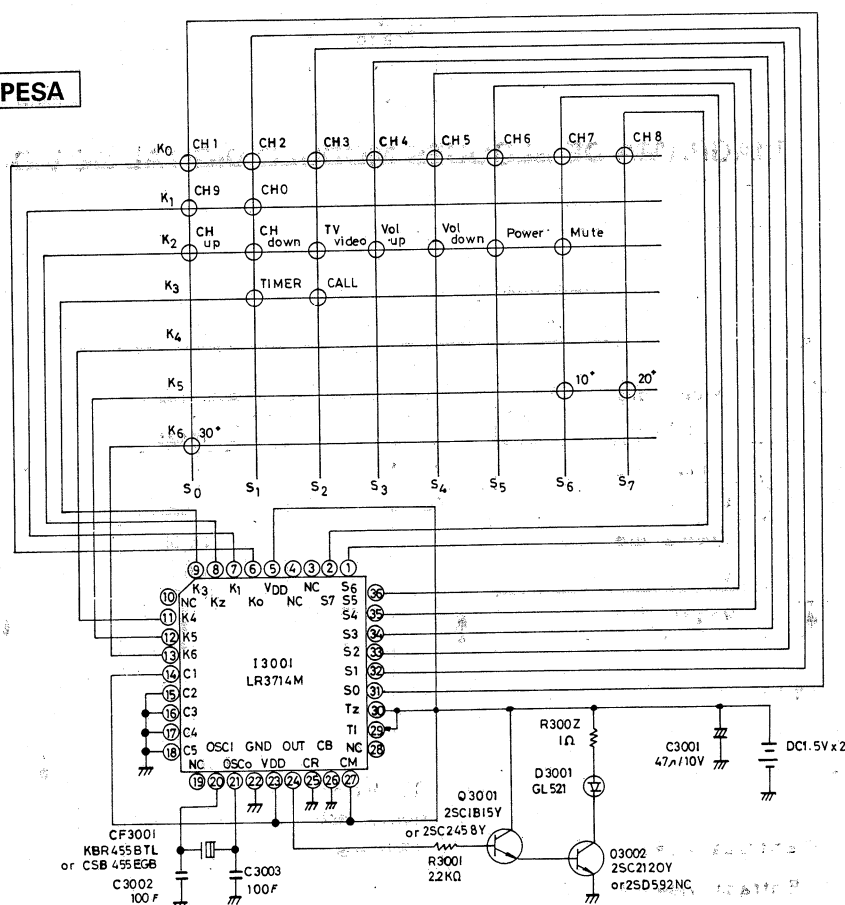 PESA
K0 CH1 CH2 CH3 CH4 CH5 CH6 CH7 CH8
K1 CH9 CH0
K2 CH up CH down TV video Vol up Vol down Power Mute
K3 TIMER CALL
K4
K5 10+ 20+
K6 30+
S0 S1 S2 S3 S4 S5 S6 S7
9 8 7 6 5 4 3 2 1
K3 K1 VDD NC S6
10 NC Kz K0 NC S7 S5 36
11 K4 S4 35
12 K5 S3 34
13 K6 S2 33
I3001
LR3714M
14 C1 S1 32
15 C2 S0 31
16 C3 Tz 30
17 C4 TI 29
18 C5 NC 28
OSCI GND OUT CB
NC OSCo VDD CR CM
19 20 21 22 23 24 25 26 27
R300Z
1Ω
D3001
GL521
C3001
47μ/10V
DC1.5V x 2
CF3001
KBR455BTL
or CSB 455EGB
C3002
100F
C3003
100F
R3001
2.2KΩ
Q3001
2SC1815Y
or 2SC2458Y
Q3002
2SC2120Y
or 2SD592NC